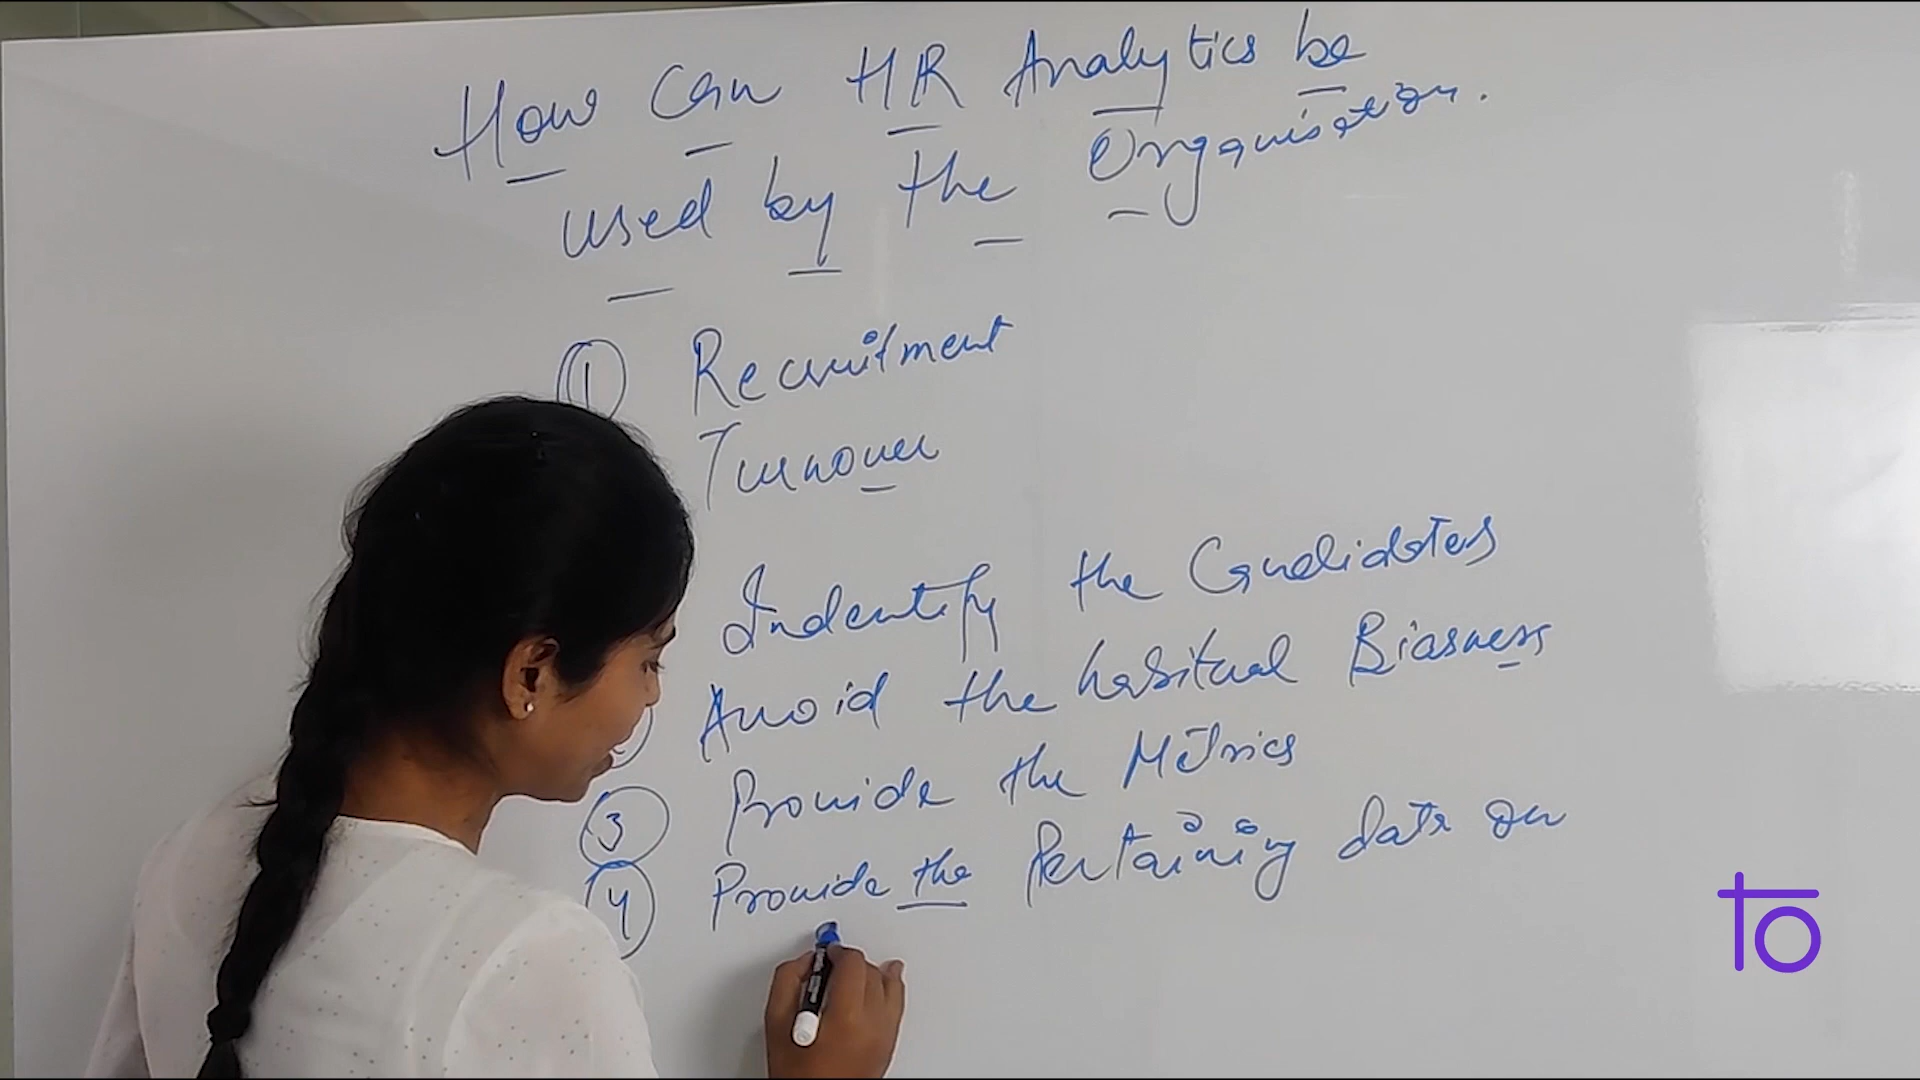 How can HR Analytics be
used by the Organisation.
1 Recruitment
Turnover
Indentify the Candidates
Avoid the habitual Biasness
3 Provide the Metrics
4 Provide the Pertaining data on
to